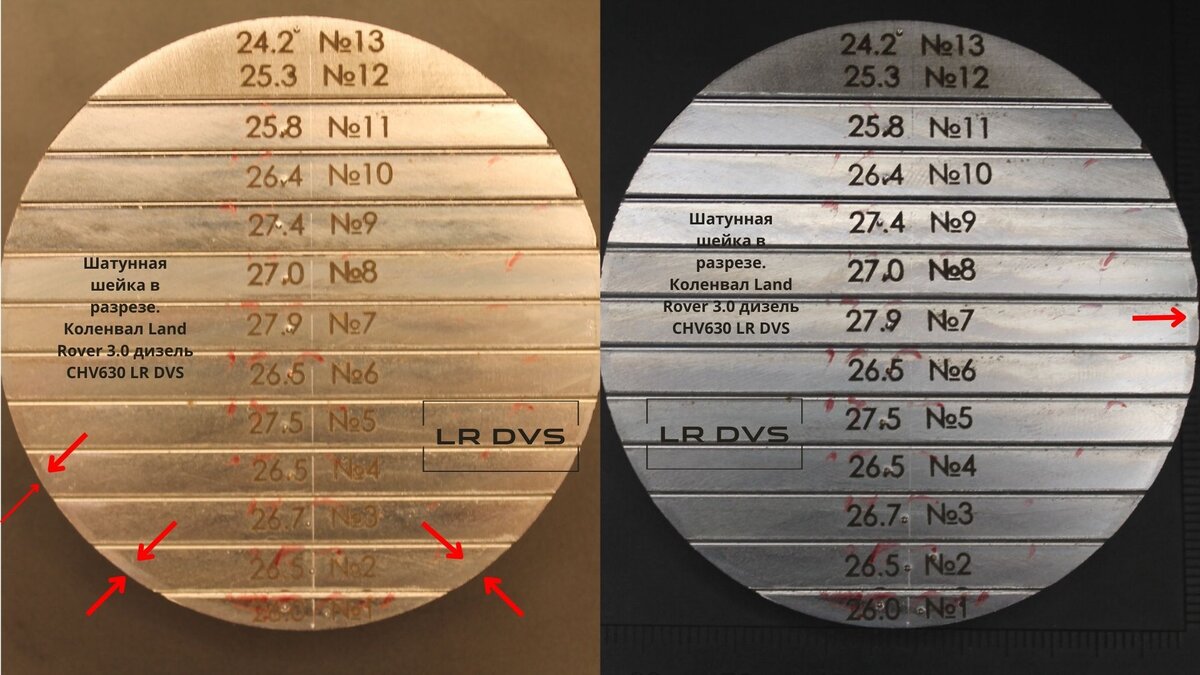 24.2 №13
25.3 №12
25.8 №11
26.4 №10
27.4 №9
27.0 №8
27.9 №7
26.5 №6
27.5 №5
26.5 №4
26.7 №3
26.5 №2
26.0 №1
Шатунная
шейка в
разрезе.
Коленвал Land
Rover 3.0 дизель
CHV630 LR DVS
LR DVS
24.2 №13
25.3 №12
25.8 №11
26.4 №10
27.4 №9
27.0 №8
27.9 №7
26.5 №6
27.5 №5
26.5 №4
26.7 №3
26.5 №2
26.0 №1
Шатунная
шейка в
разрезе.
Коленвал Land
Rover 3.0 дизель
CHV630 LR DVS
LR DVS